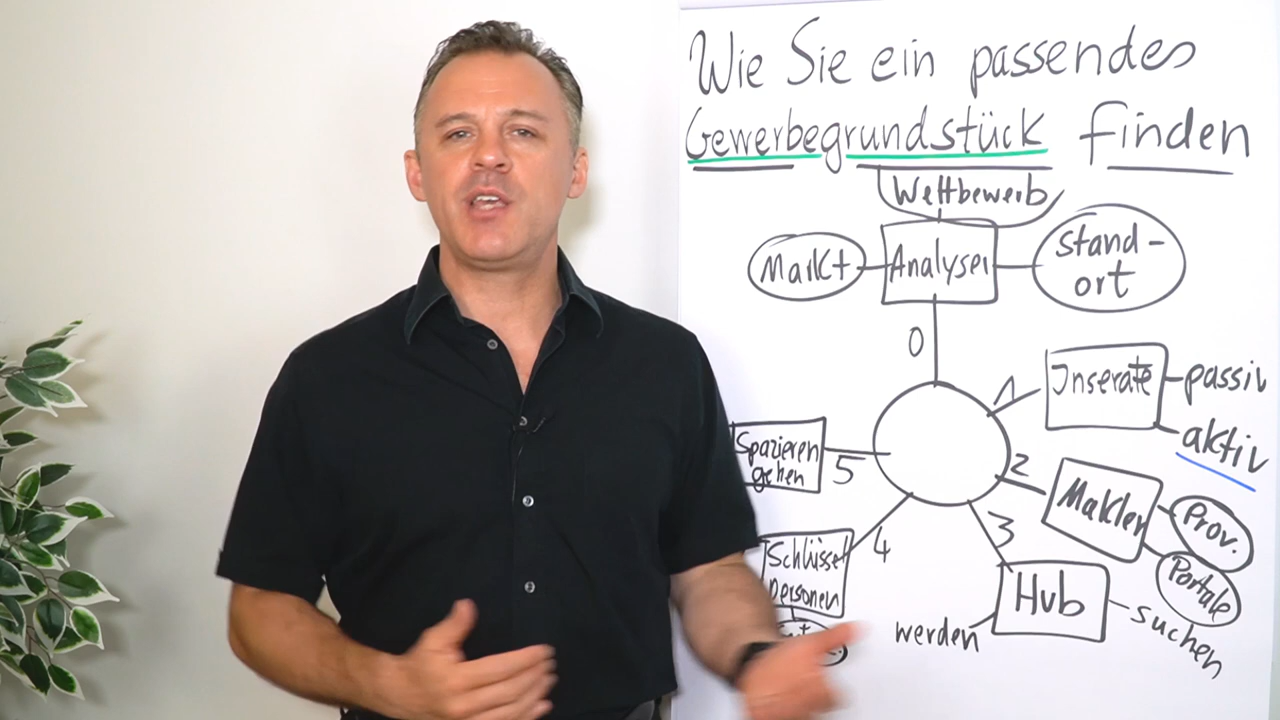 Wie Sie ein passendes
Gewerbegrundstück finden
Wettbewerb
Markt
Analysen
Stand-
ort
0
1
Inserate
passiv
aktiv
2
Makler
Prov.
Portale
3
Hub
suchen
werden
4
Schlüssel
personen
5
Spazieren
gehen